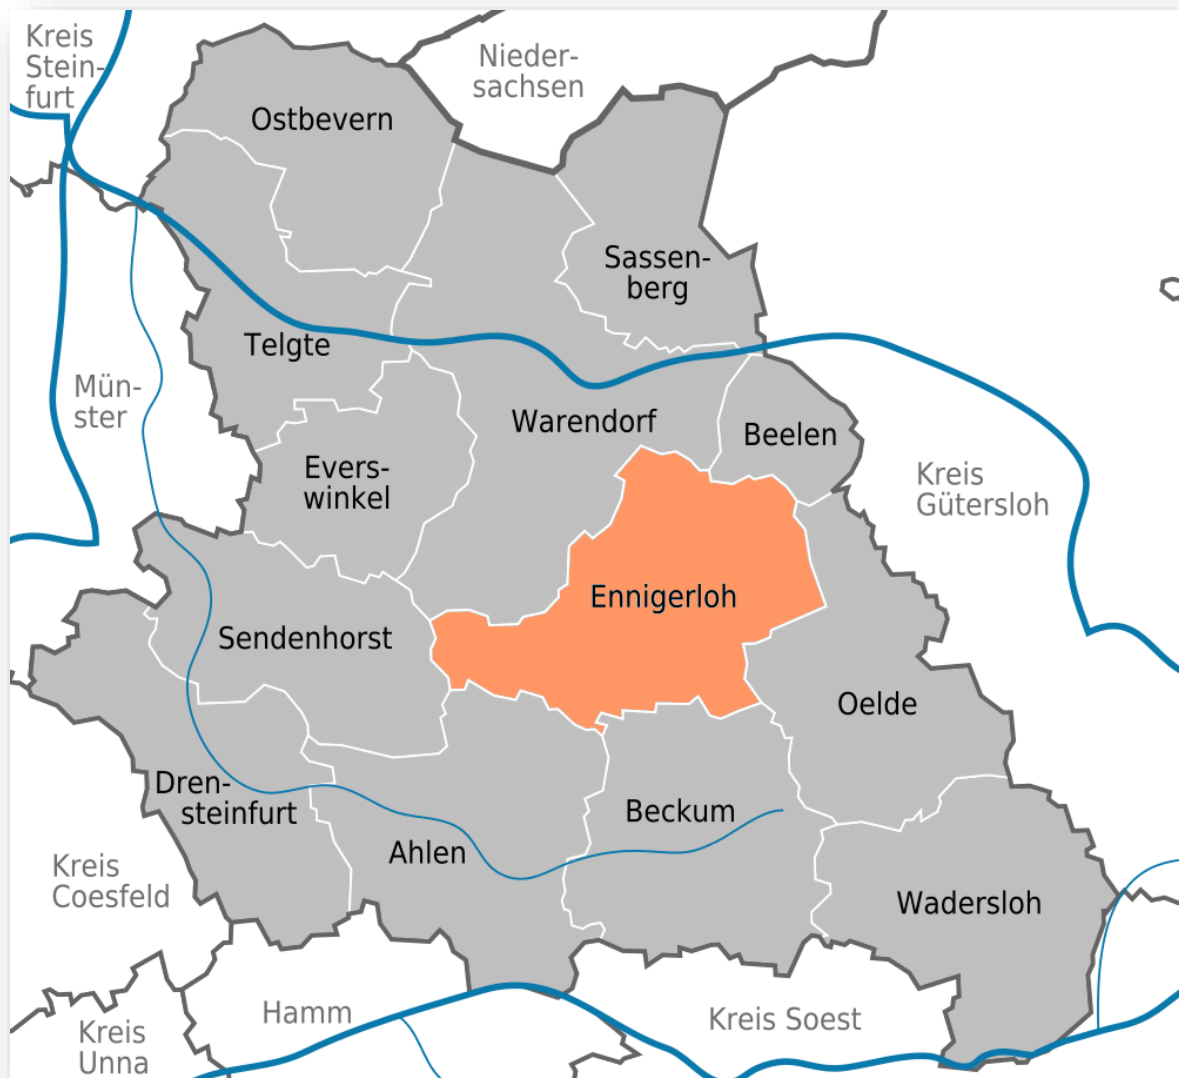 Kreis
Stein-
furt
Nieder-
sachsen
Ostbevern
Sassen-
berg
Telgte
Mün-
ster
Warendorf
Beelen
Evers-
winkel
Kreis
Gütersloh
Ennigerloh
Sendenhorst
Oelde
Dren-
steinfurt
Beckum
Ahlen
Kreis
Coesfeld
Wadersloh
Hamm
Kreis Soest
Kreis
Unna